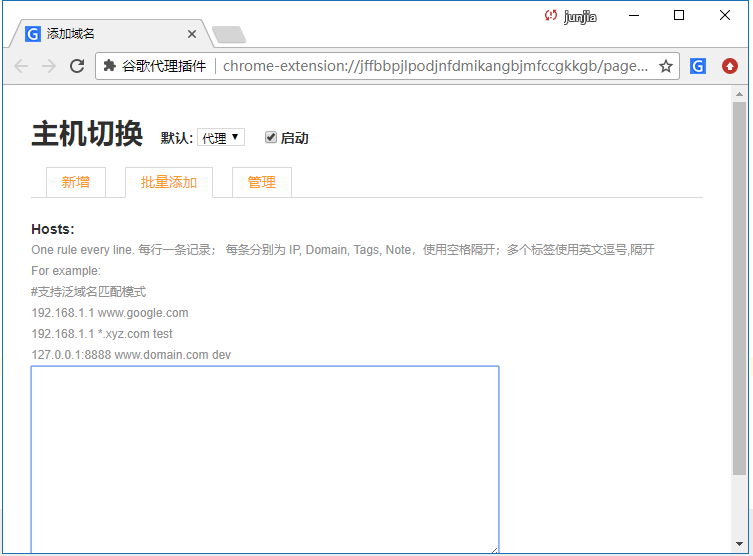 junjia
G 添加域名
谷歌代理插件 chrome-extension://jffbbpjlpodjnfdmikangbjmfccgkkgb/page... G
主机切换 默认: 代理 启动
新增 批量添加 管理
Hosts:
One rule every line. 每行一条记录； 每条分别为 IP, Domain, Tags, Note，使用空格隔开；多个标签使用英文逗号,隔开
For example:
#支持泛域名匹配模式
192.168.1.1 www.google.com
192.168.1.1 *.xyz.com test
127.0.0.1:8888 www.domain.com dev